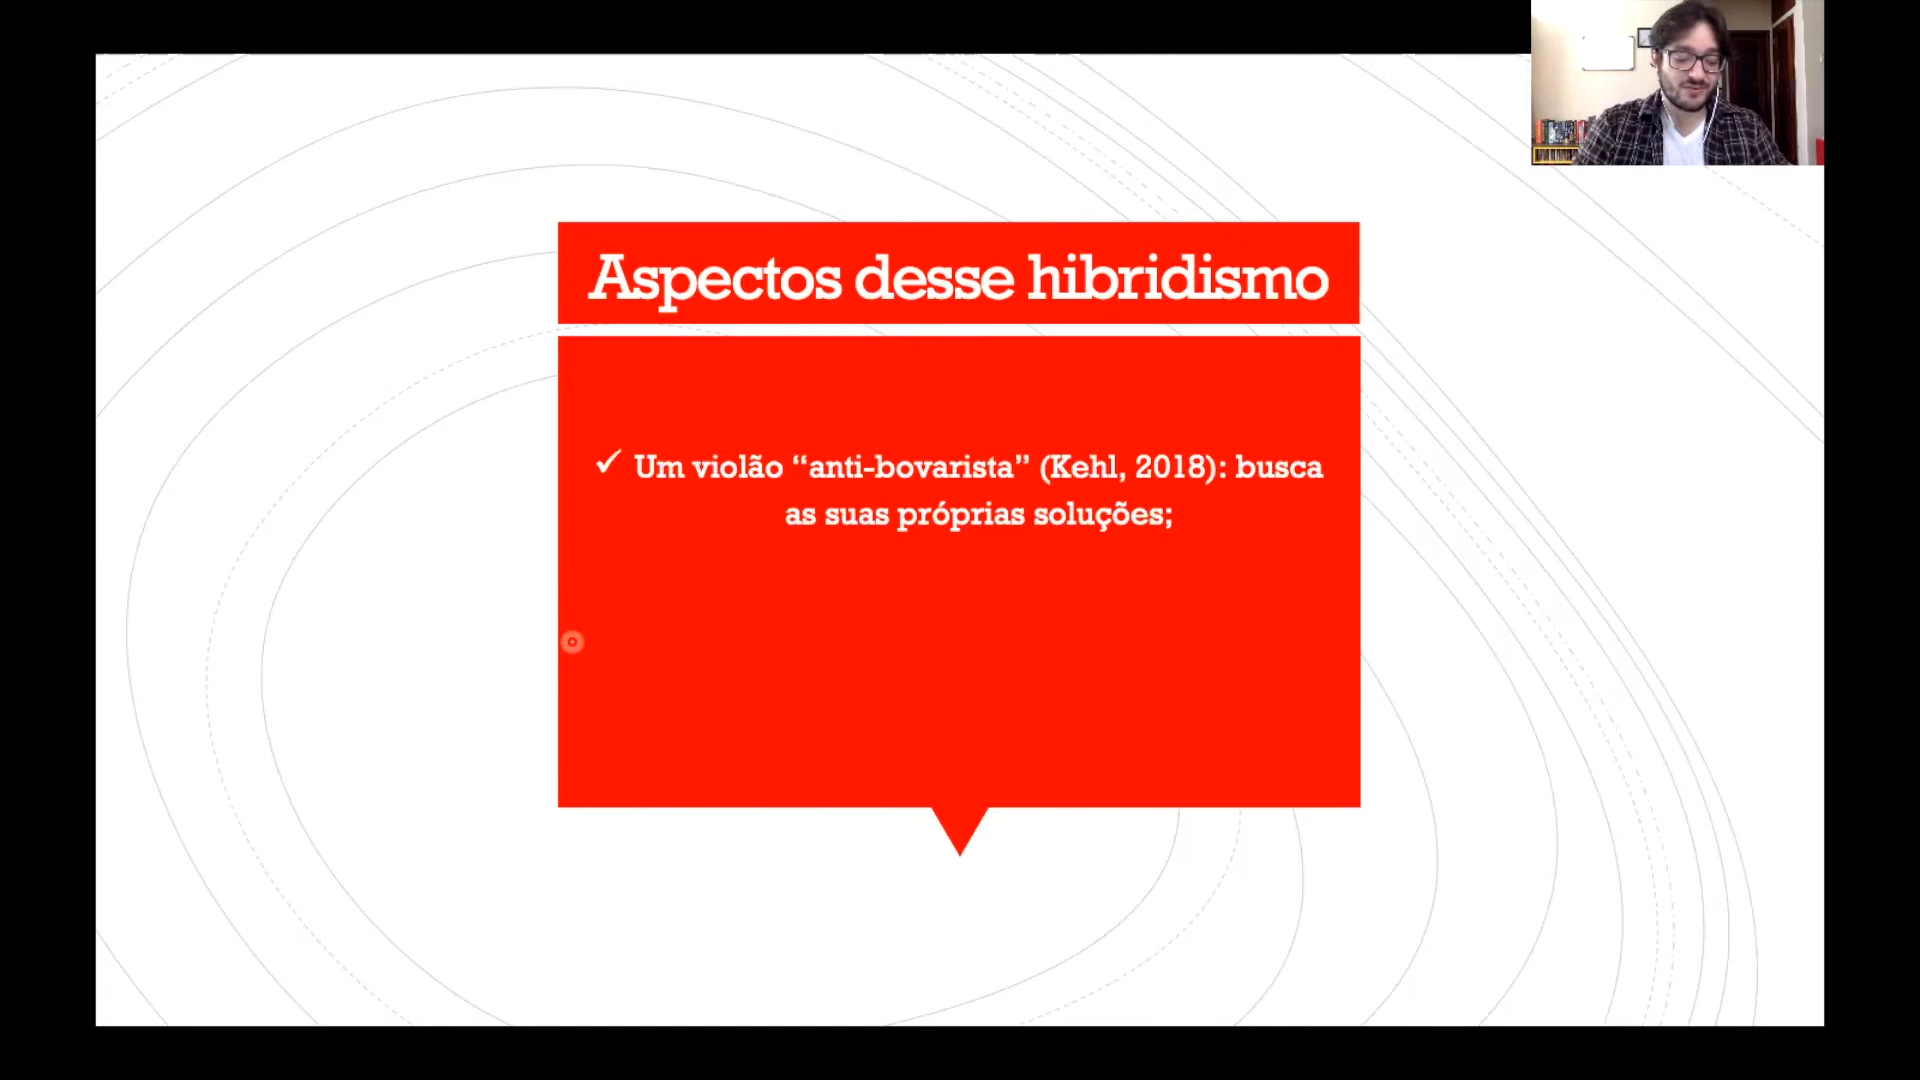 Aspectos desse hibridismo
✓ Um violão “anti-bovarista” (Kehl, 2018): busca
as suas próprias soluções;